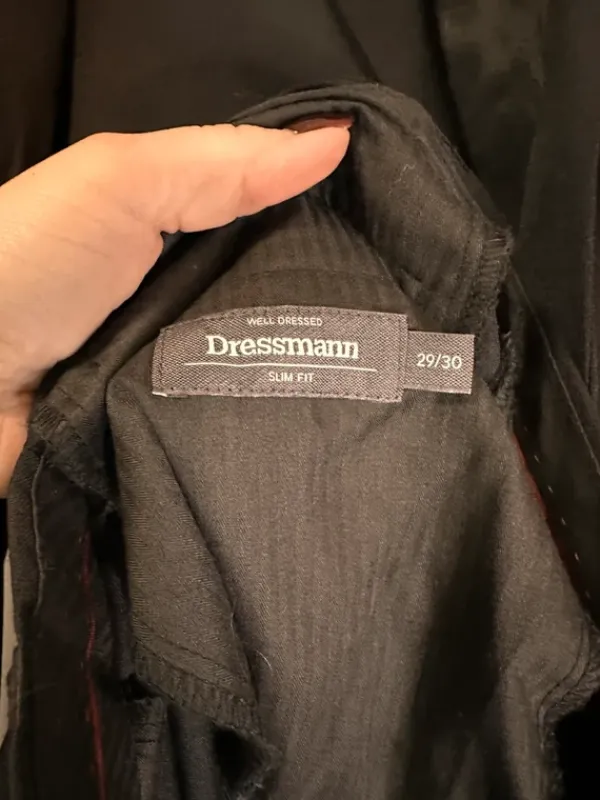 WELL DRESSED
Dressmann
SLIM FIT
29/30